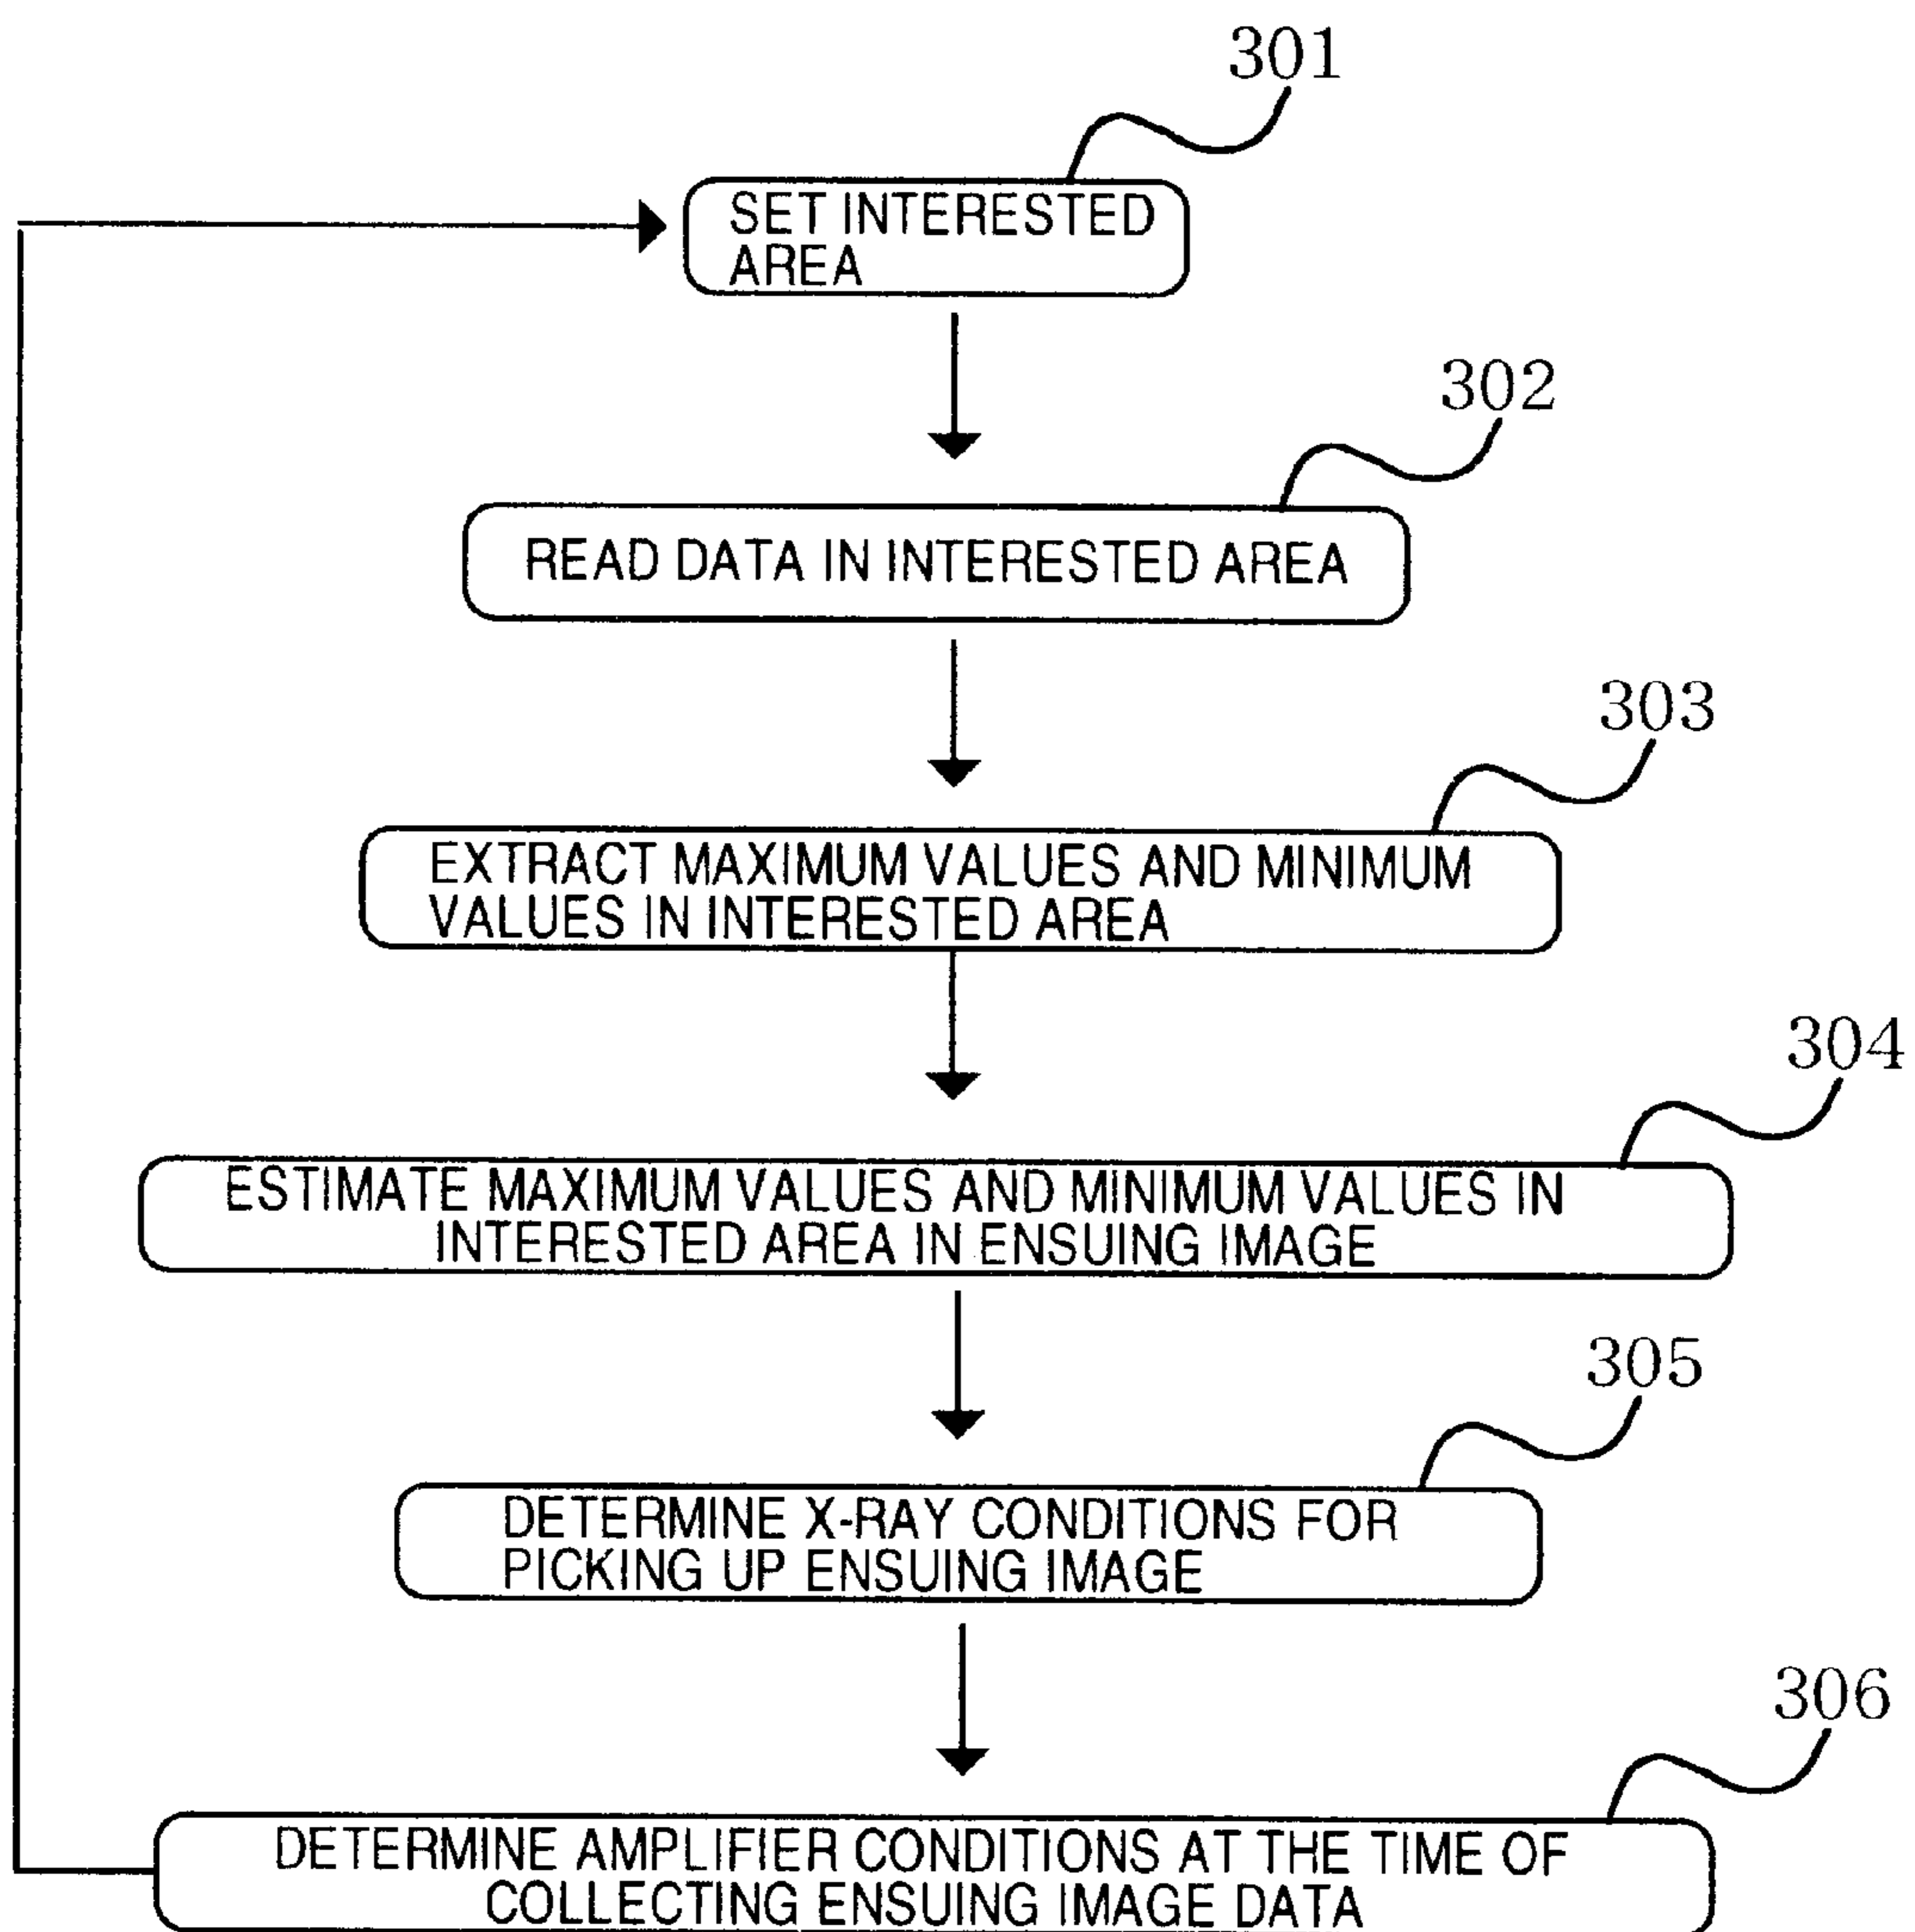 301
SET INTERESTED
AREA
302
READ DATA IN INTERESTED AREA
303
EXTRACT MAXIMUM VALUES AND MINIMUM
VALUES IN INTERESTED AREA
304
ESTIMATE MAXIMUM VALUES AND MINIMUM VALUES IN
INTERESTED AREA IN ENSUING IMAGE
305
DETERMINE X-RAY CONDITIONS FOR
PICKING UP ENSUING IMAGE
306
DETERMINE AMPLIFIER CONDITIONS AT THE TIME OF
COLLECTING ENSUING IMAGE DATA